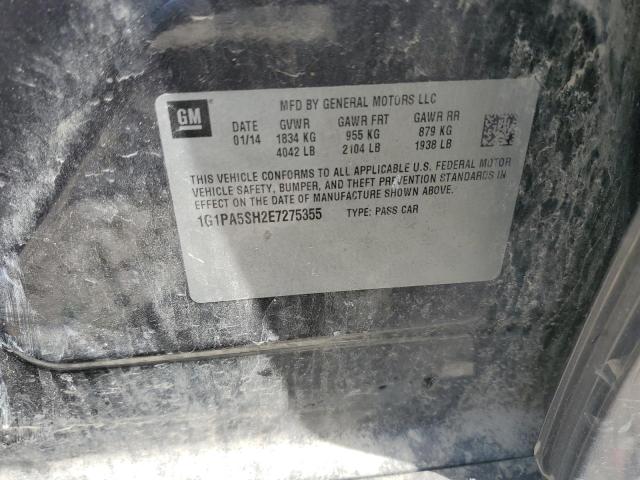 MFD BY GENERAL MOTORS LLC
GM
DATE GVWR GAWR FRT GAWR RR
01/14 1834 KG 955 KG 879 KG
4042 LB 2104 LB 1938 LB
THIS VEHICLE CONFORMS TO ALL APPLICABLE U.S. FEDERAL MOTOR
VEHICLE SAFETY, BUMPER, AND THEFT PREVENTION STANDARDS IN
EFFECT ON THE DATE OF MANUFACTURE SHOWN ABOVE.
1G1PA5SH2E7275355 TYPE: PASS CAR